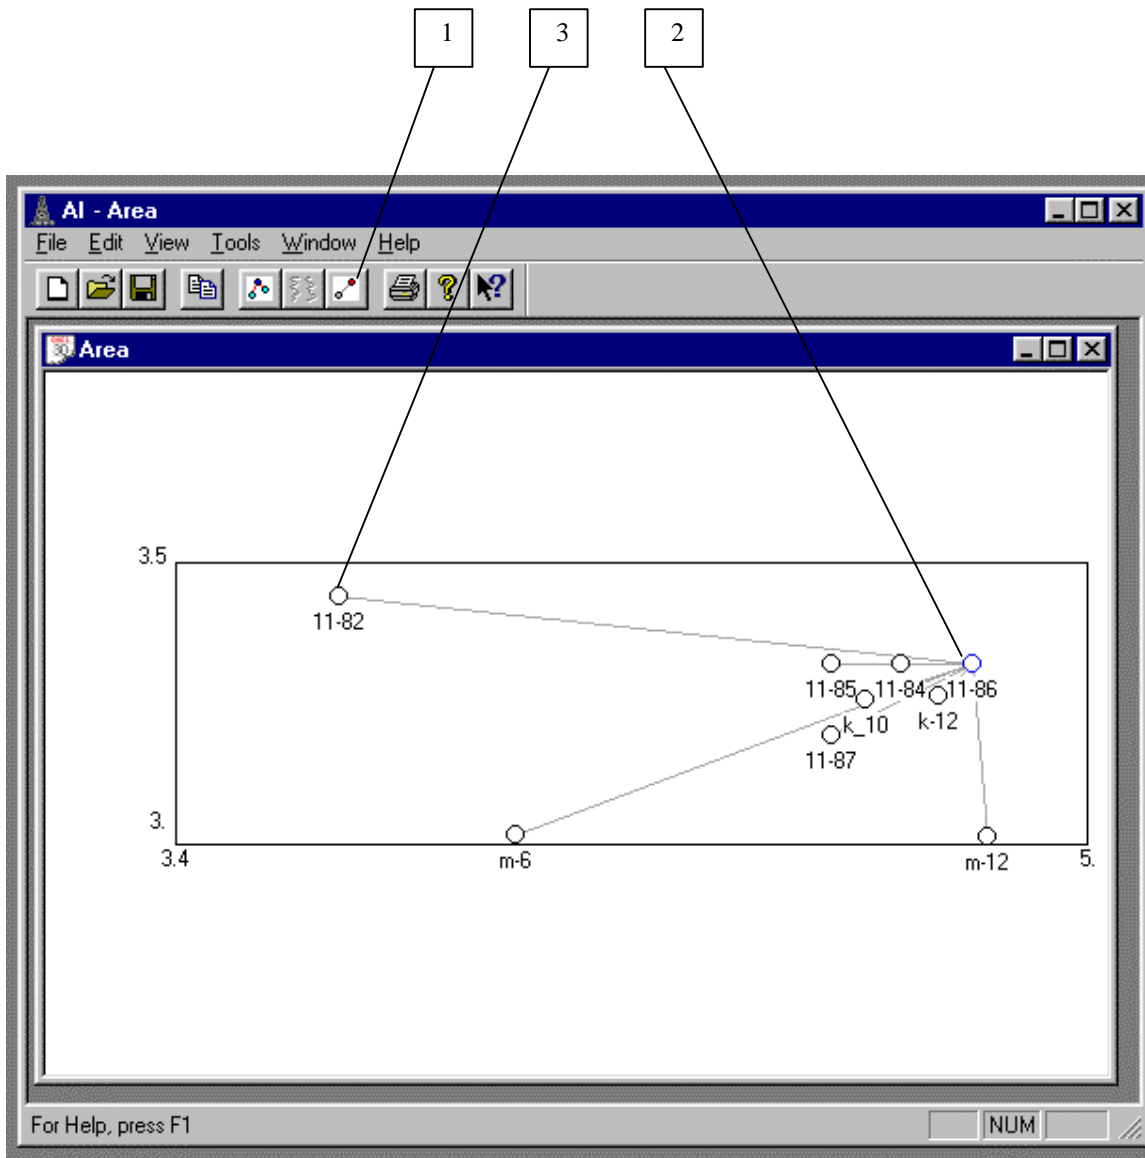 1 3 2
AI - Area
File Edit View Tools Window Help
Area
3.5
11-82
11-85 11-84 11-86
k_10 k-12
11-87
3.
3.4 m-6 m-12 5.
For Help, press F1 NUM